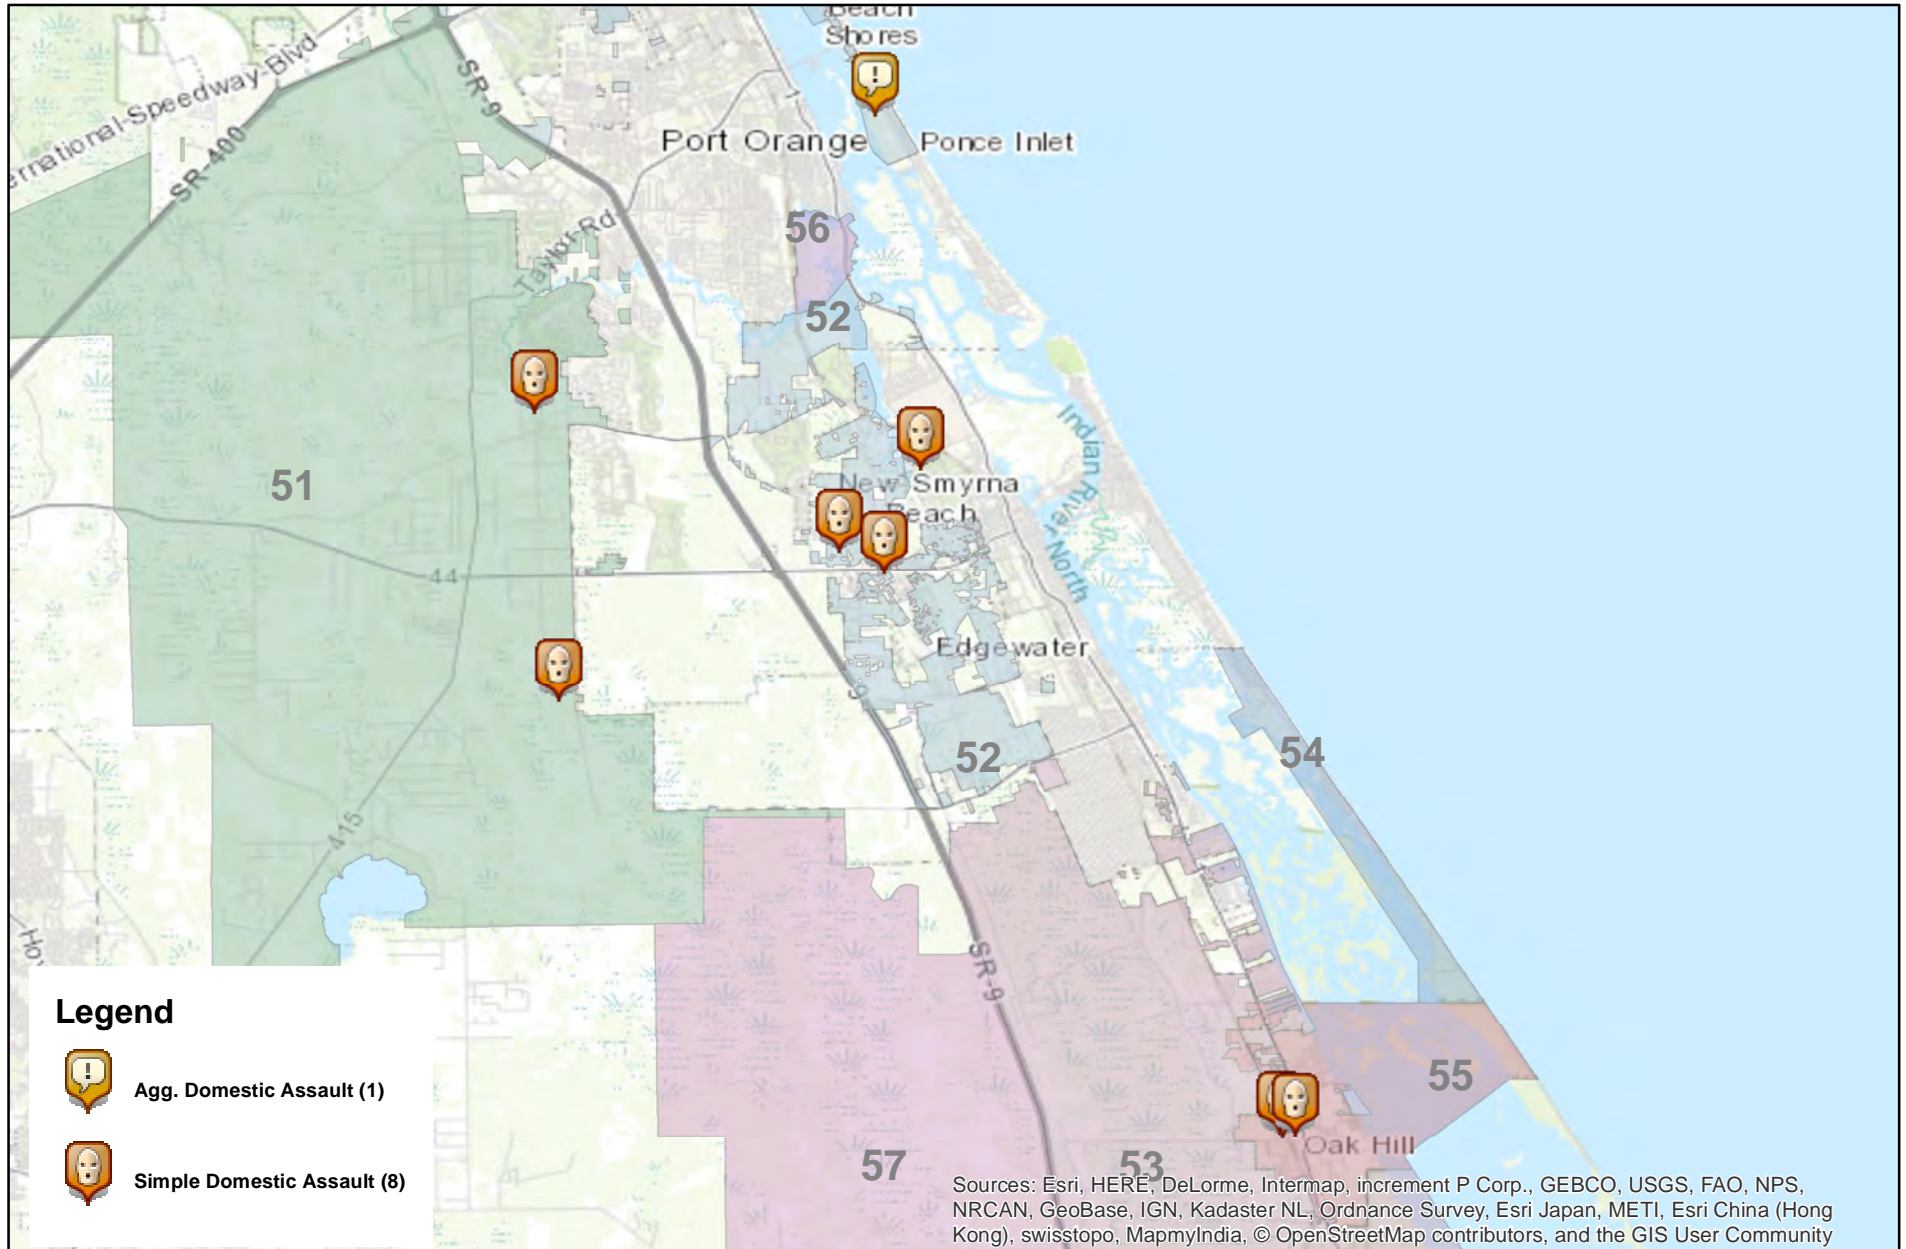 Beach
Shores
ernational-Speedway-Blvd
SR-9
SR-400
Port Orange
Ponce Inlet
1
56
Taylor-Rd
52
51
Indian River North
New Smyrna
Beach
44
Edgewater
9
52
54
415
SR-9
55
Oak Hill
57
53
Legend
Agg. Domestic Assault (1)
Simple Domestic Assault (8)
Sources: Esri, HERE, DeLorme, Intermap, increment P Corp., GEBCO, USGS, FAO, NPS,
NRCAN, GeoBase, IGN, Kadaster NL, Ordnance Survey, Esri Japan, METI, Esri China (Hong
Kong), swisstopo, MapmyIndia, © OpenStreetMap contributors, and the GIS User Community